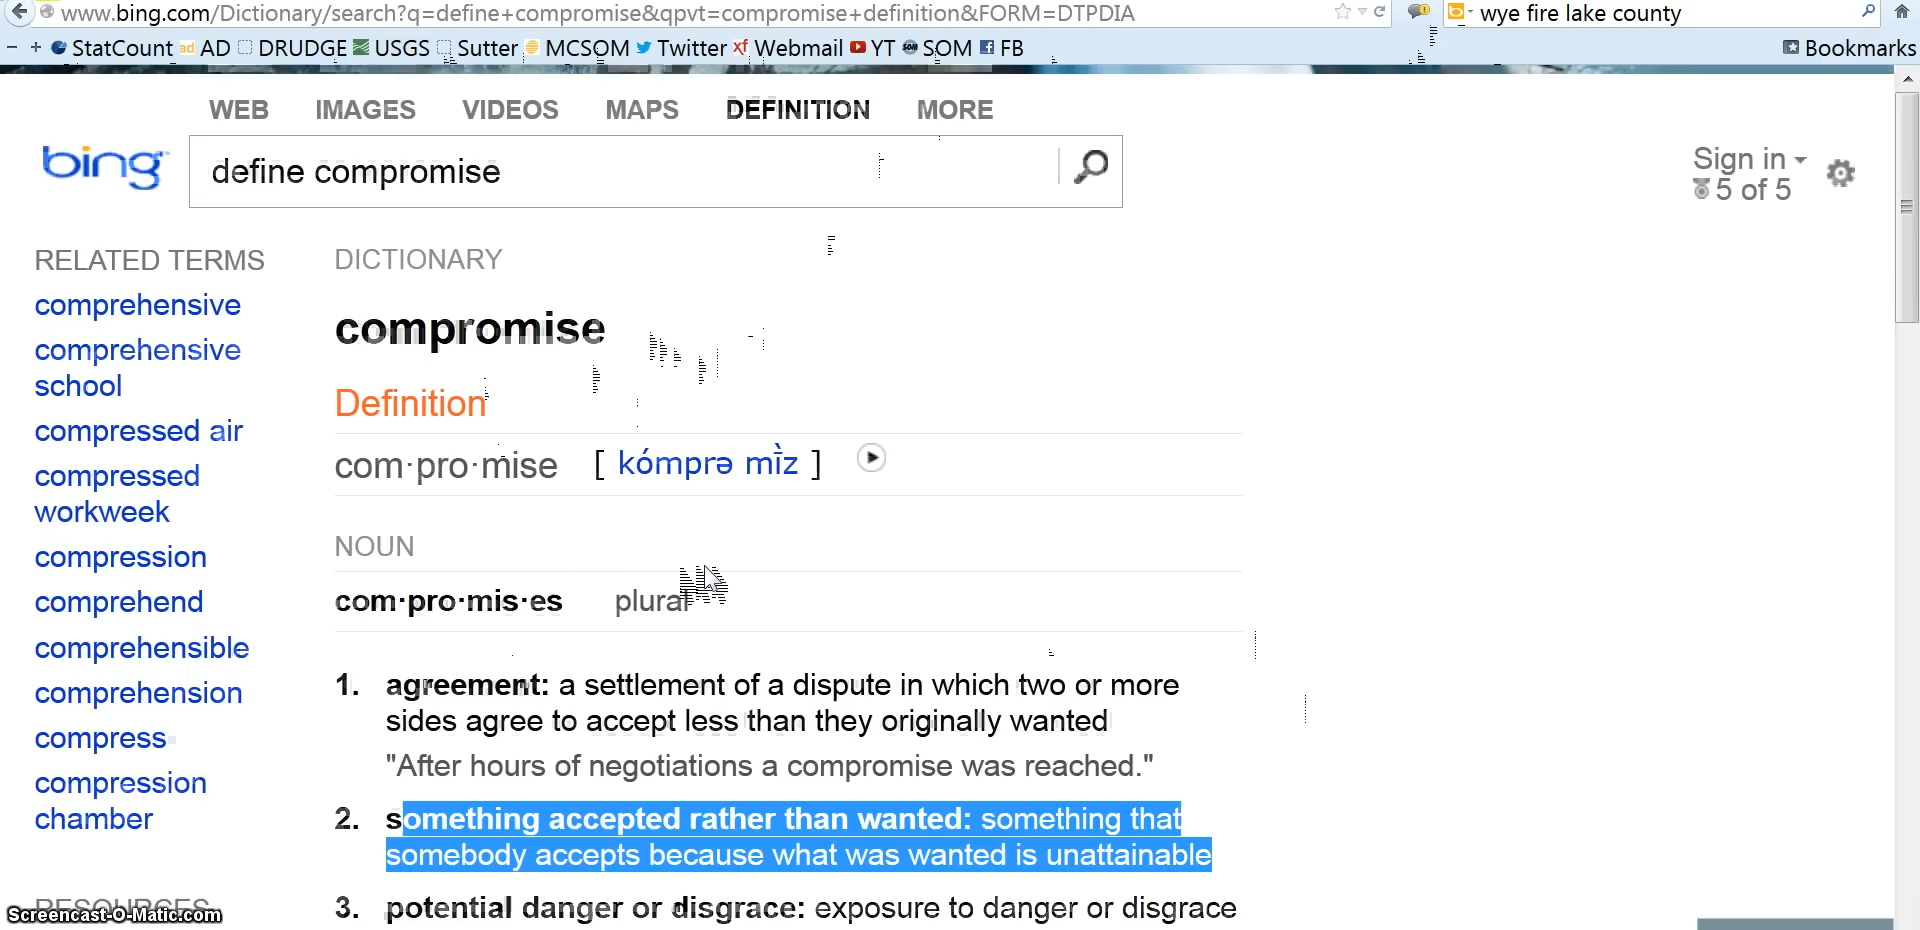 www.bing.com/Dictionary/search?q=define+compromise&qpvt=compromise+definition&FORM=DTPDIA
wye fire lake county
StatCount AD DRUDGE USGS Sutter MCSOM Twitter Webmail YT SOM FB Bookmarks
WEB IMAGES VIDEOS MAPS DEFINITION MORE
bing
define compromise
Sign in
5 of 5
RELATED TERMS
comprehensive
comprehensive
school
compressed air
compressed
workweek
compression
comprehend
comprehensible
comprehension
compress
compression
chamber
RESOURCES
DICTIONARY
compromise
Definition
com·pro·mise [ kómprə mī̀z ]
NOUN
com·pro·mis·es plural
1. agreement: a settlement of a dispute in which two or more
sides agree to accept less than they originally wanted
"After hours of negotiations a compromise was reached."
2. something accepted rather than wanted: something that
somebody accepts because what was wanted is unattainable
3. potential danger or disgrace: exposure to danger or disgrace
Screencast-O-Matic.com